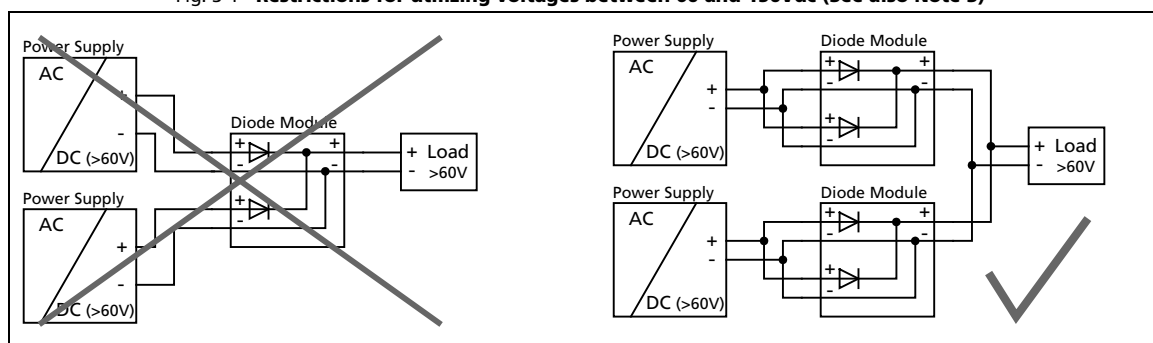 Restrictions for utilizing voltages between 60 and 150Vdc (see also Note
Power Supply
AC
+
-
DC (>60V)
Power Supply
AC
+
-
DC (>60V)
Diode Module
+ +
- -
+
-
+ Load
- >60V
Power Supply
AC
+
-
DC (>60V)
Diode Module
+ +
- -
+
-
Power Supply
AC
+
-
DC (>60V)
Diode Module
+ +
- -
+
-
+ Load
- >60V